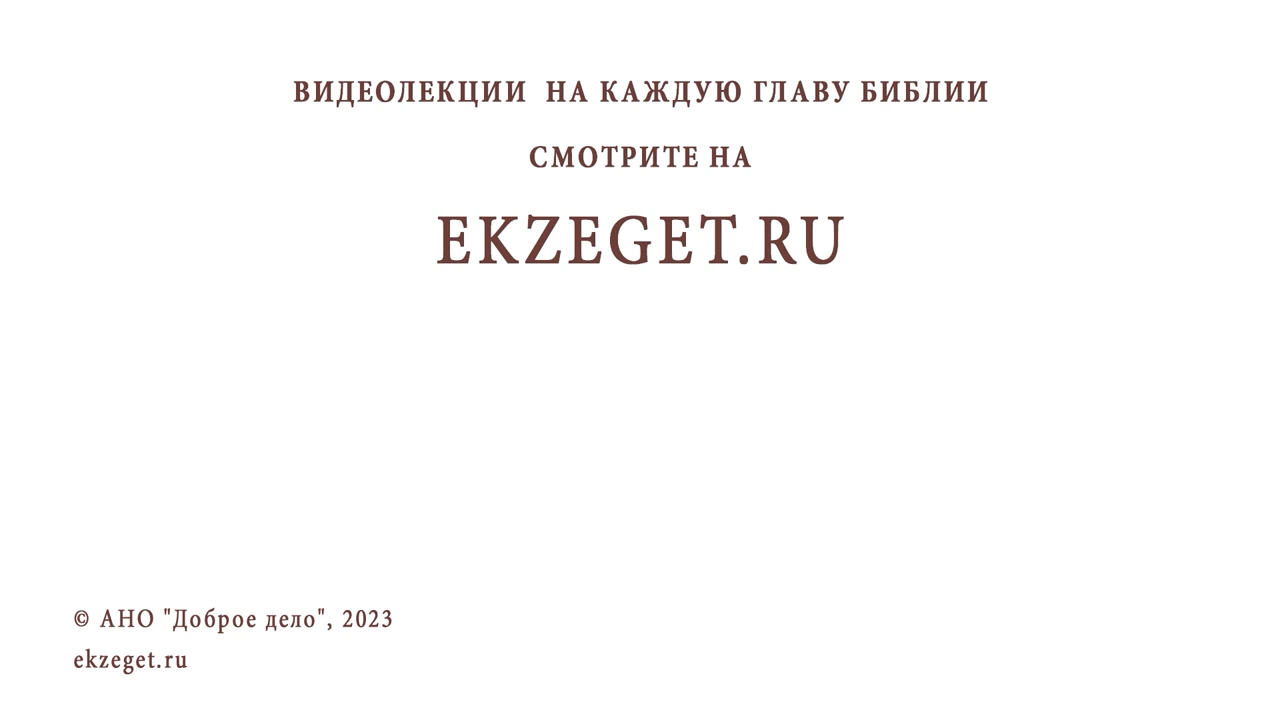 ВИДЕОЛЕКЦИИ НА КАЖДУЮ ГЛАВУ БИБЛИИ
СМОТРИТЕ НА
EKZEGET.RU
© АНО "Доброе дело", 2023
ekzeget.ru